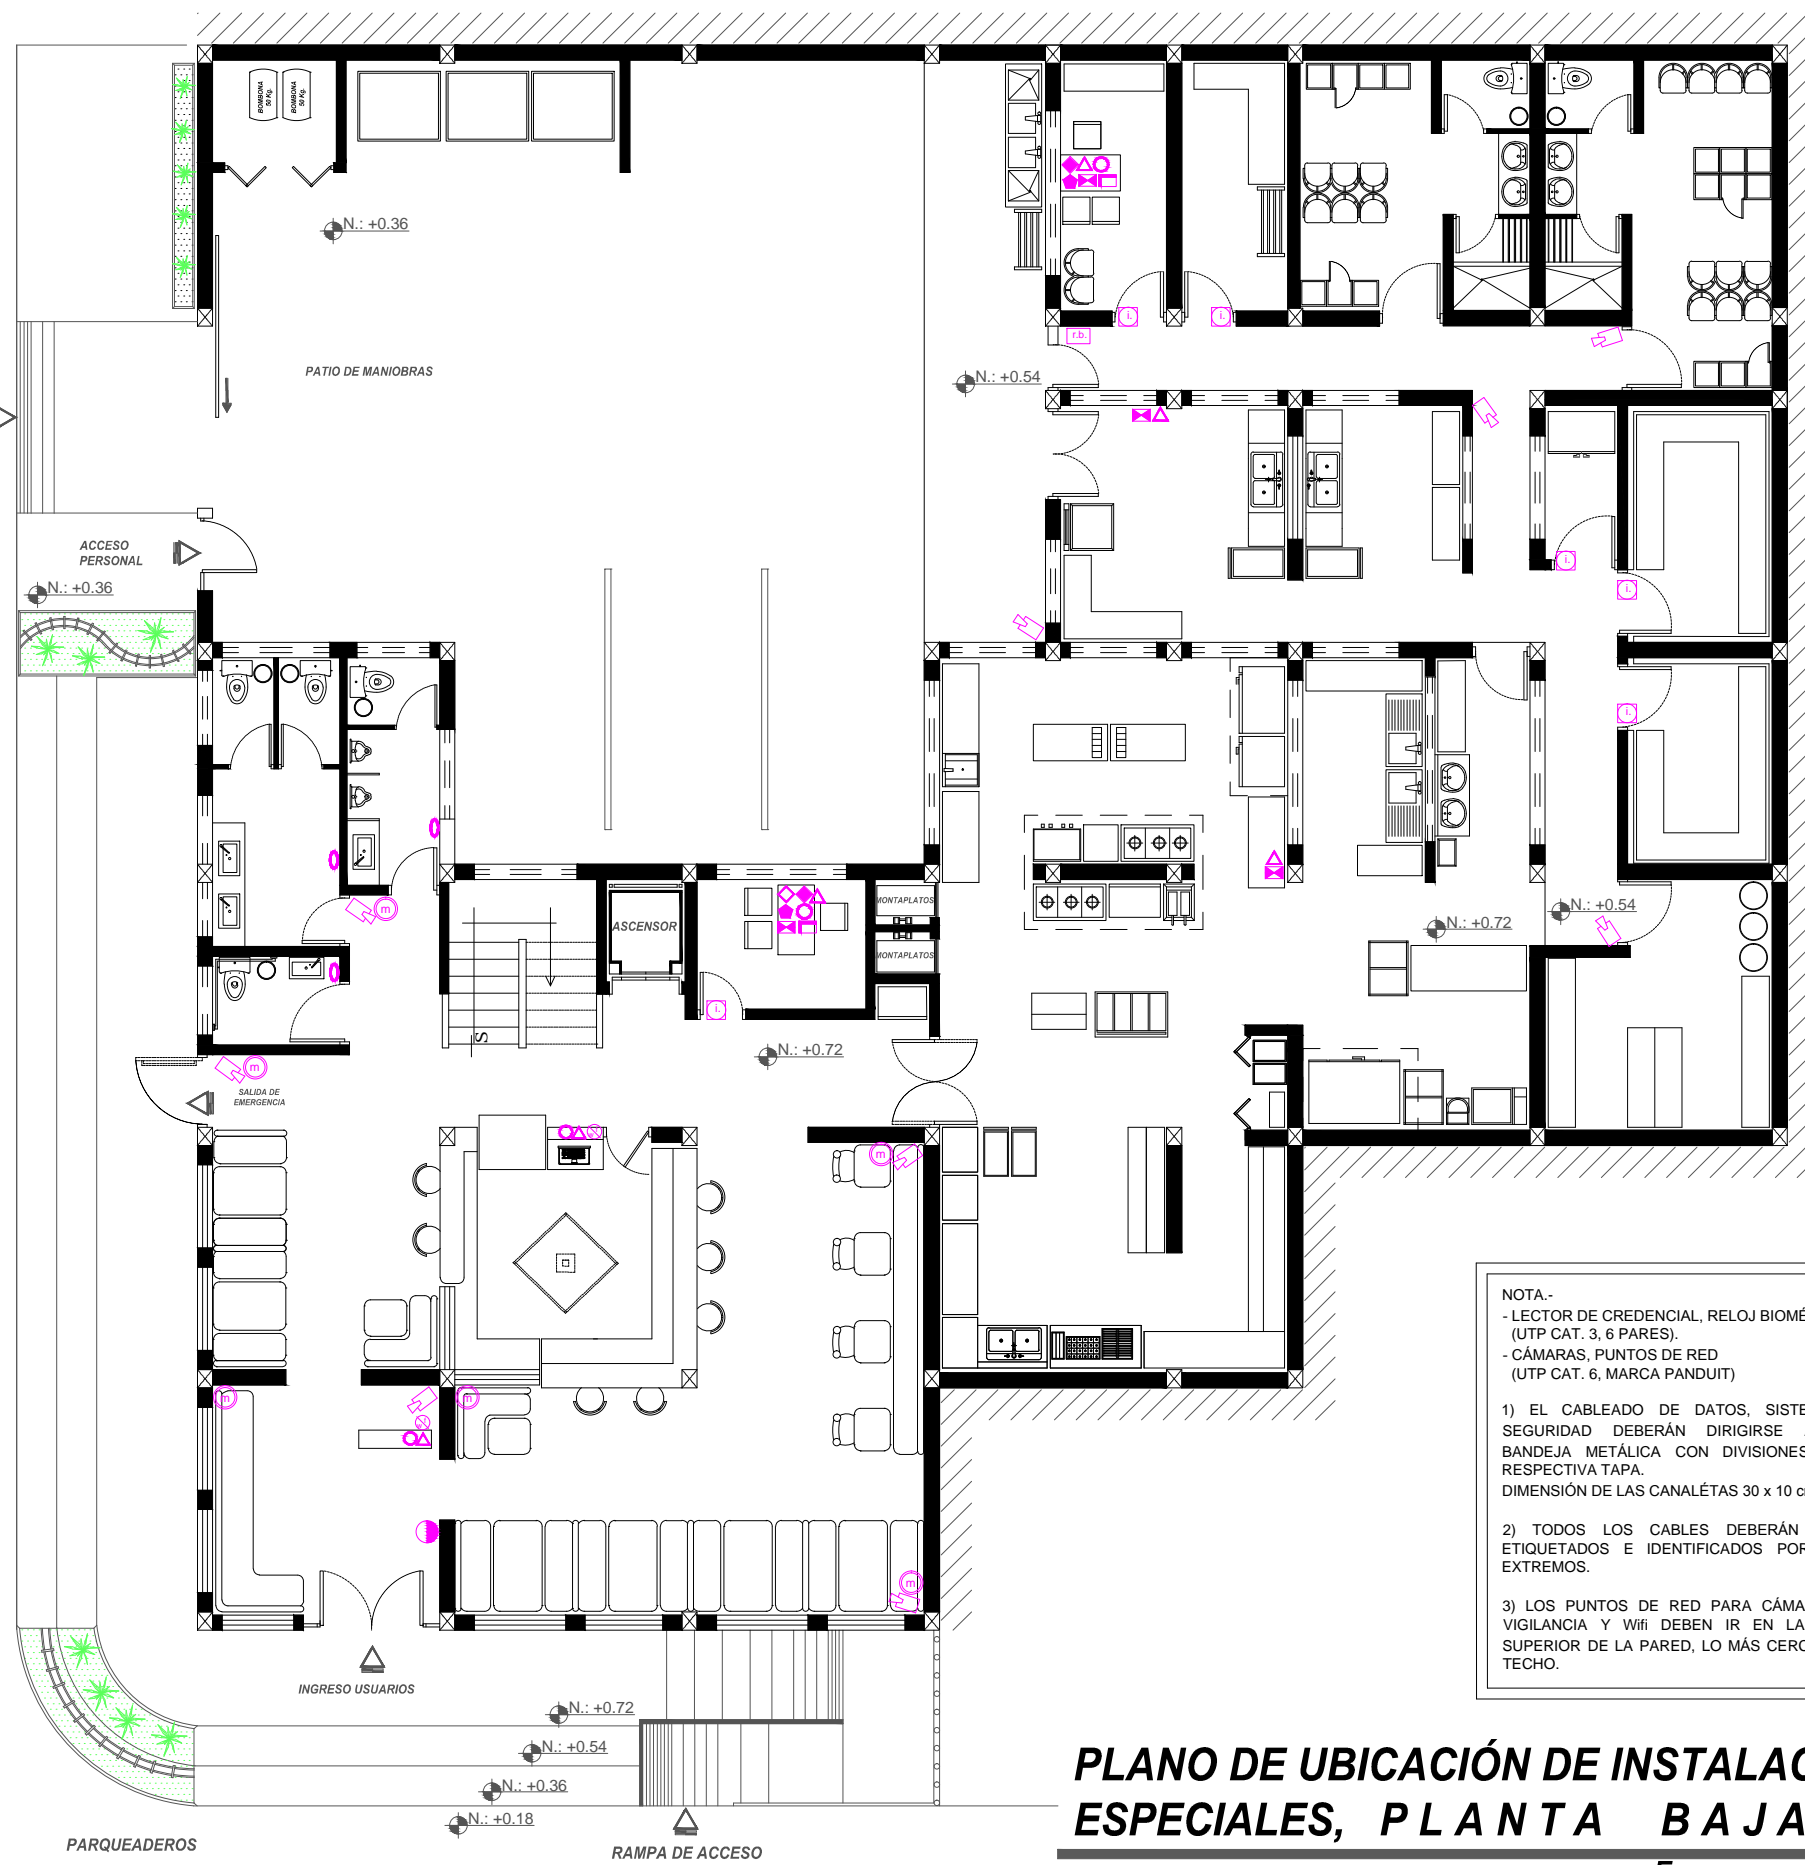 BOMBONA
50 Kg.
BOMBONA
50 Kg.
N.: +0.36
PATIO DE MANIOBRAS
N.: +0.54
i.
i.
r.b.
ACCESO
PERSONAL
N.: +0.36
i.
i.
i.
m
MONTAPLATOS
ASCENSOR
MONTAPLATOS
N.: +0.54
N.: +0.72
i.
S
N.: +0.72
m
SALIDA DE
EMERGENCIA
m
m
m
m
INGRESO USUARIOS
N.: +0.72
N.: +0.54
N.: +0.36
N.: +0.18
PARQUEADEROS
RAMPA DE ACCESO
NOTA.-
- LECTOR DE CREDENCIAL, RELOJ BIOMÉ
(UTP CAT. 3, 6 PARES).
- CÁMARAS, PUNTOS DE RED
(UTP CAT. 6, MARCA PANDUIT)
1) EL CABLEADO DE DATOS, SISTE
SEGURIDAD DEBERÁN DIRIGIRSE
BANDEJA METÁLICA CON DIVISIONES
RESPECTIVA TAPA.
DIMENSIÓN DE LAS CANALÉTAS 30 x 10 c
2) TODOS LOS CABLES DEBERÁN
ETIQUETADOS E IDENTIFICADOS POR
EXTREMOS.
3) LOS PUNTOS DE RED PARA CÁMA
VIGILANCIA Y Wifi DEBEN IR EN LA
SUPERIOR DE LA PARED, LO MÁS CERC
TECHO.
PLANO DE UBICACIÓN DE INSTALAC
ESPECIALES, P L A N T A B A J A